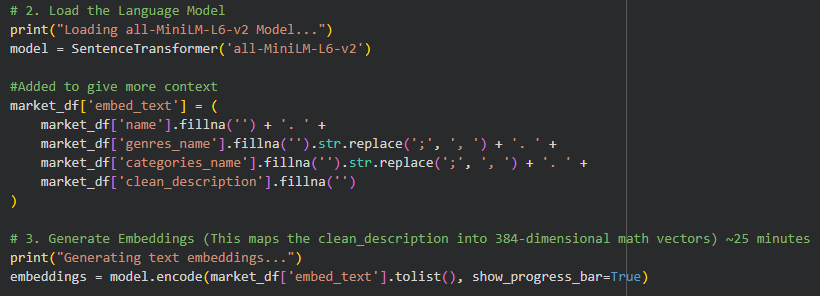 # 2. Load the Language Model
print("Loading all-MiniLM-L6-v2 Model...")
model = SentenceTransformer('all-MiniLM-L6-v2')

#Added to give more context
market_df['embed_text'] = (
    market_df['name'].fillna('') + '. ' +
    market_df['genres_name'].fillna('').str.replace(';', ', ') + '. ' +
    market_df['categories_name'].fillna('').str.replace(';', ', ') + '. ' +
    market_df['clean_description'].fillna('')
)

# 3. Generate Embeddings (This maps the clean_description into 384-dimensional math vectors) ~25 minutes
print("Generating text embeddings...")
embeddings = model.encode(market_df['embed_text'].tolist(), show_progress_bar=True)